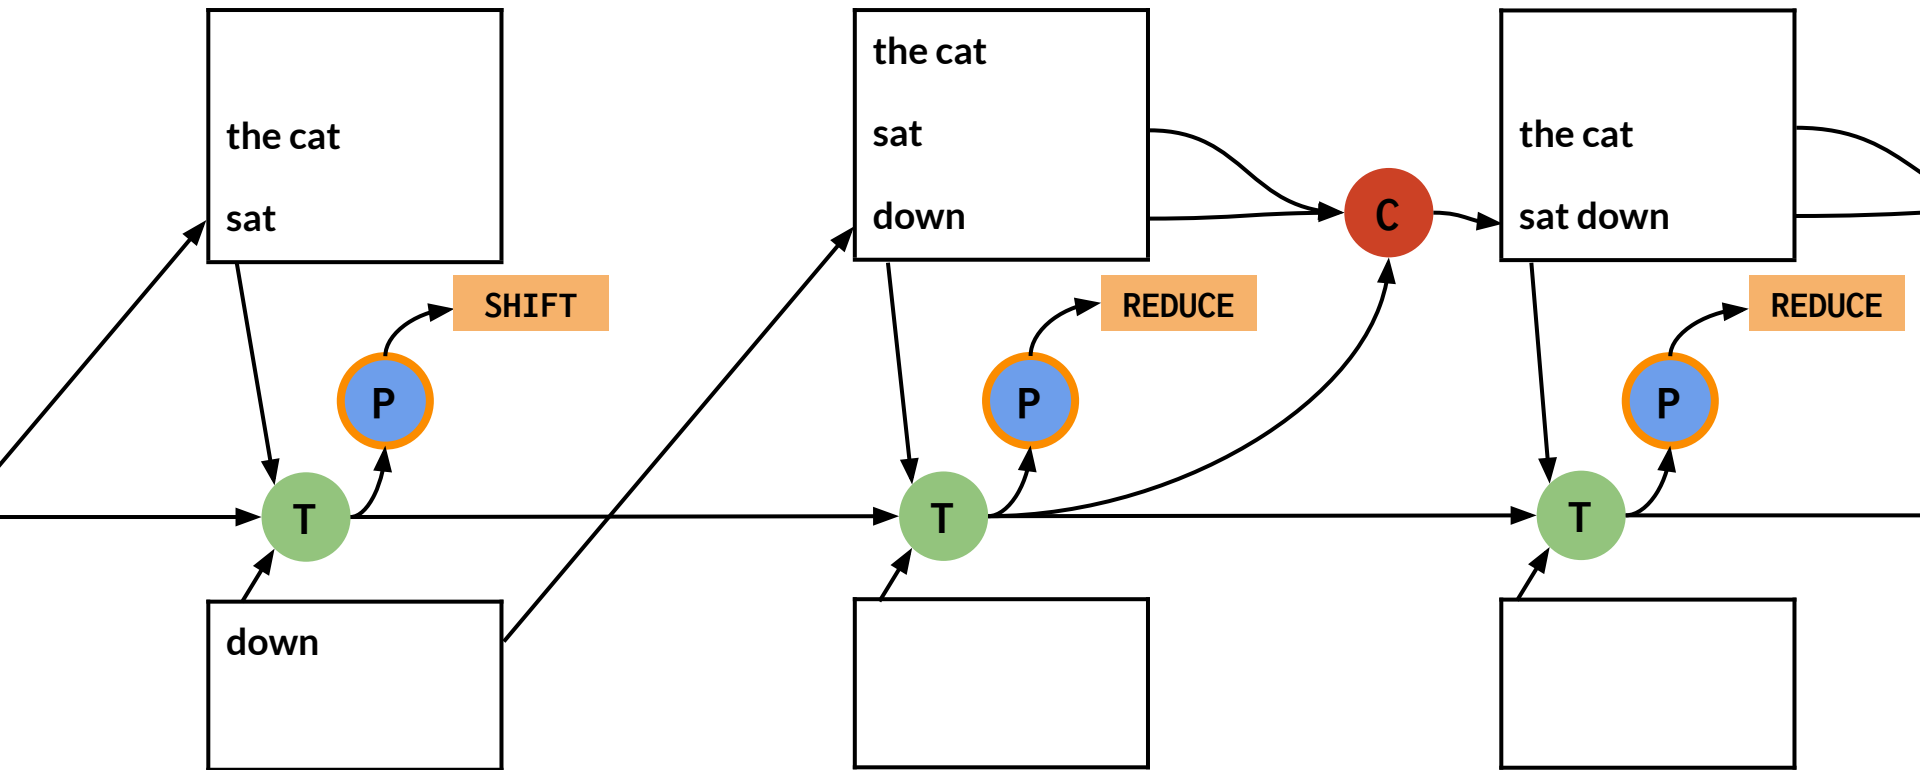 the cat
sat
SHIFT
P
T
down
the cat
sat
down
C
REDUCE
P
T
the cat
sat down
REDUCE
P
T